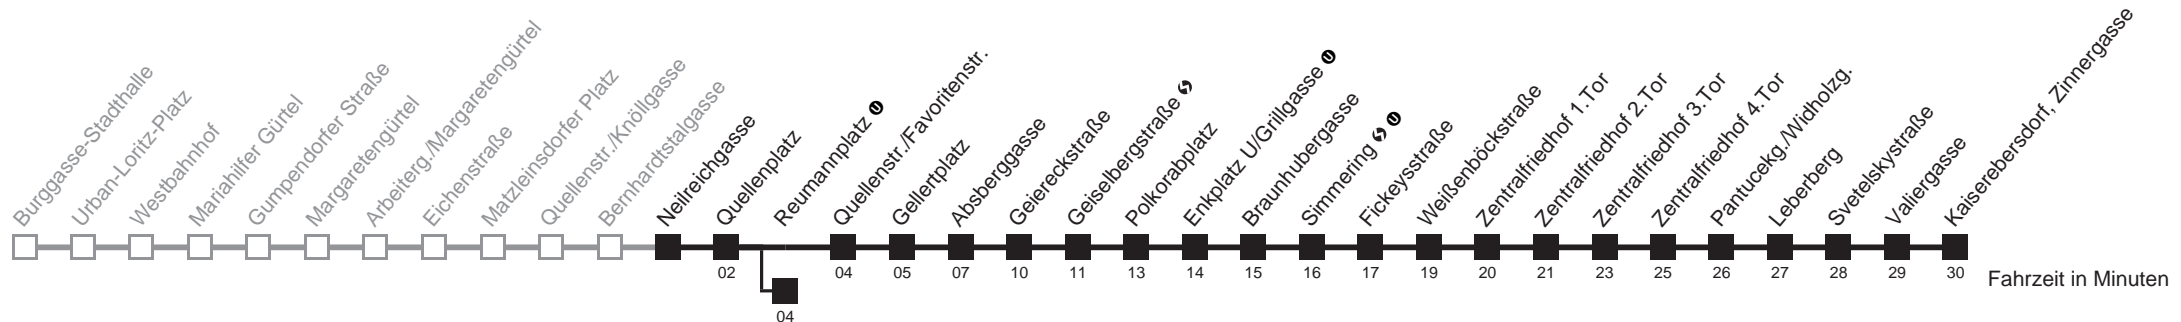 Burggasse-Stadthalle
Urban-Loritz-Platz
Westbahnhof
Mariahilfer Gürtel
Gumpendorfer Straße
Margaretengürtel
Arbeiterg./Margaretengürtel
Eichenstraße
Matzleinsdorfer Platz
Quellenstr./Knöllgasse
Bernhardtstalgasse
Neilreichgasse
Quellenplatz
Reumannplatz U
Quellenstr./Favoritenstr.
Gellertplatz
Absberggasse
Geiereckstraße
Geiselbergstraße S
Polkorabplatz
Enkplatz U/Grillgasse U
Braunhubergasse
Simmering S U
Fickeysstraße
Weißenböckstraße
Zentralfriedhof 1.Tor
Zentralfriedhof 2.Tor
Zentralfriedhof 3.Tor
Zentralfriedhof 4.Tor
Pantucekg./Widholzg.
Leberberg
Svetelskystraße
Valiergasse
Kaiserebersdorf, Zinnergasse
02 04 05 07 10 11 13 14 15 16 17 19 20 21 23 25 26 27 28 29 30
Fahrzeit in Minuten
04